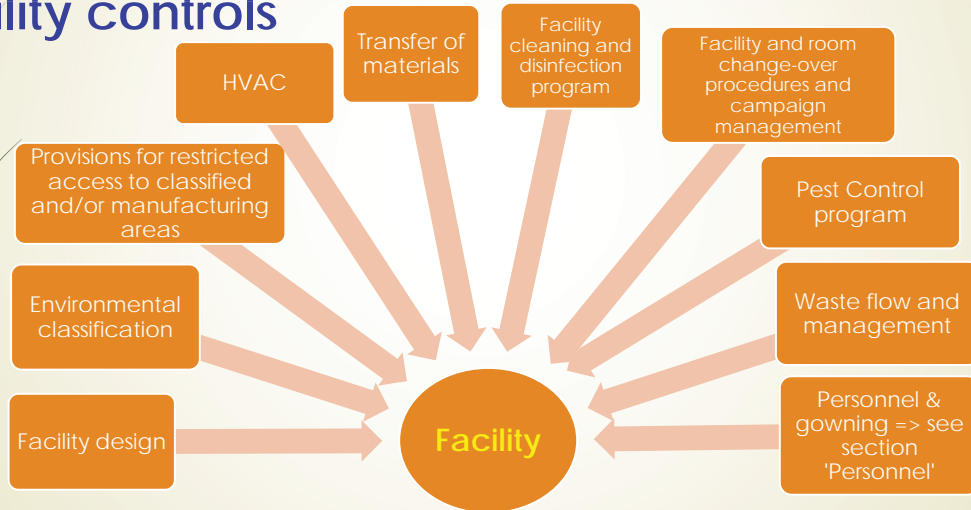 ility controls
HVAC
Transfer of
materials
Facility
cleaning and
disinfection
program
Facility and room
change-over
procedures and
campaign
management
Provisions for restricted
access to classified
and/or manufacturing
areas
Pest Control
program
Environmental
classification
Waste flow and
management
Facility design
Facility
Personnel &
gowning => see
section
'Personnel'